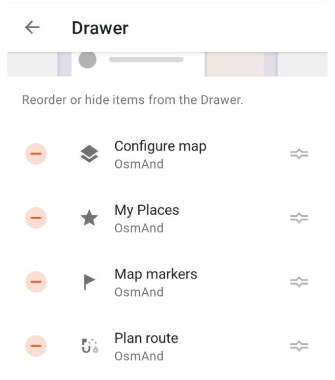 Drawer
Reorder or hide items from the Drawer.
Configure map
OsmAnd
My Places
OsmAnd
Map markers
OsmAnd
Plan route
OsmAnd